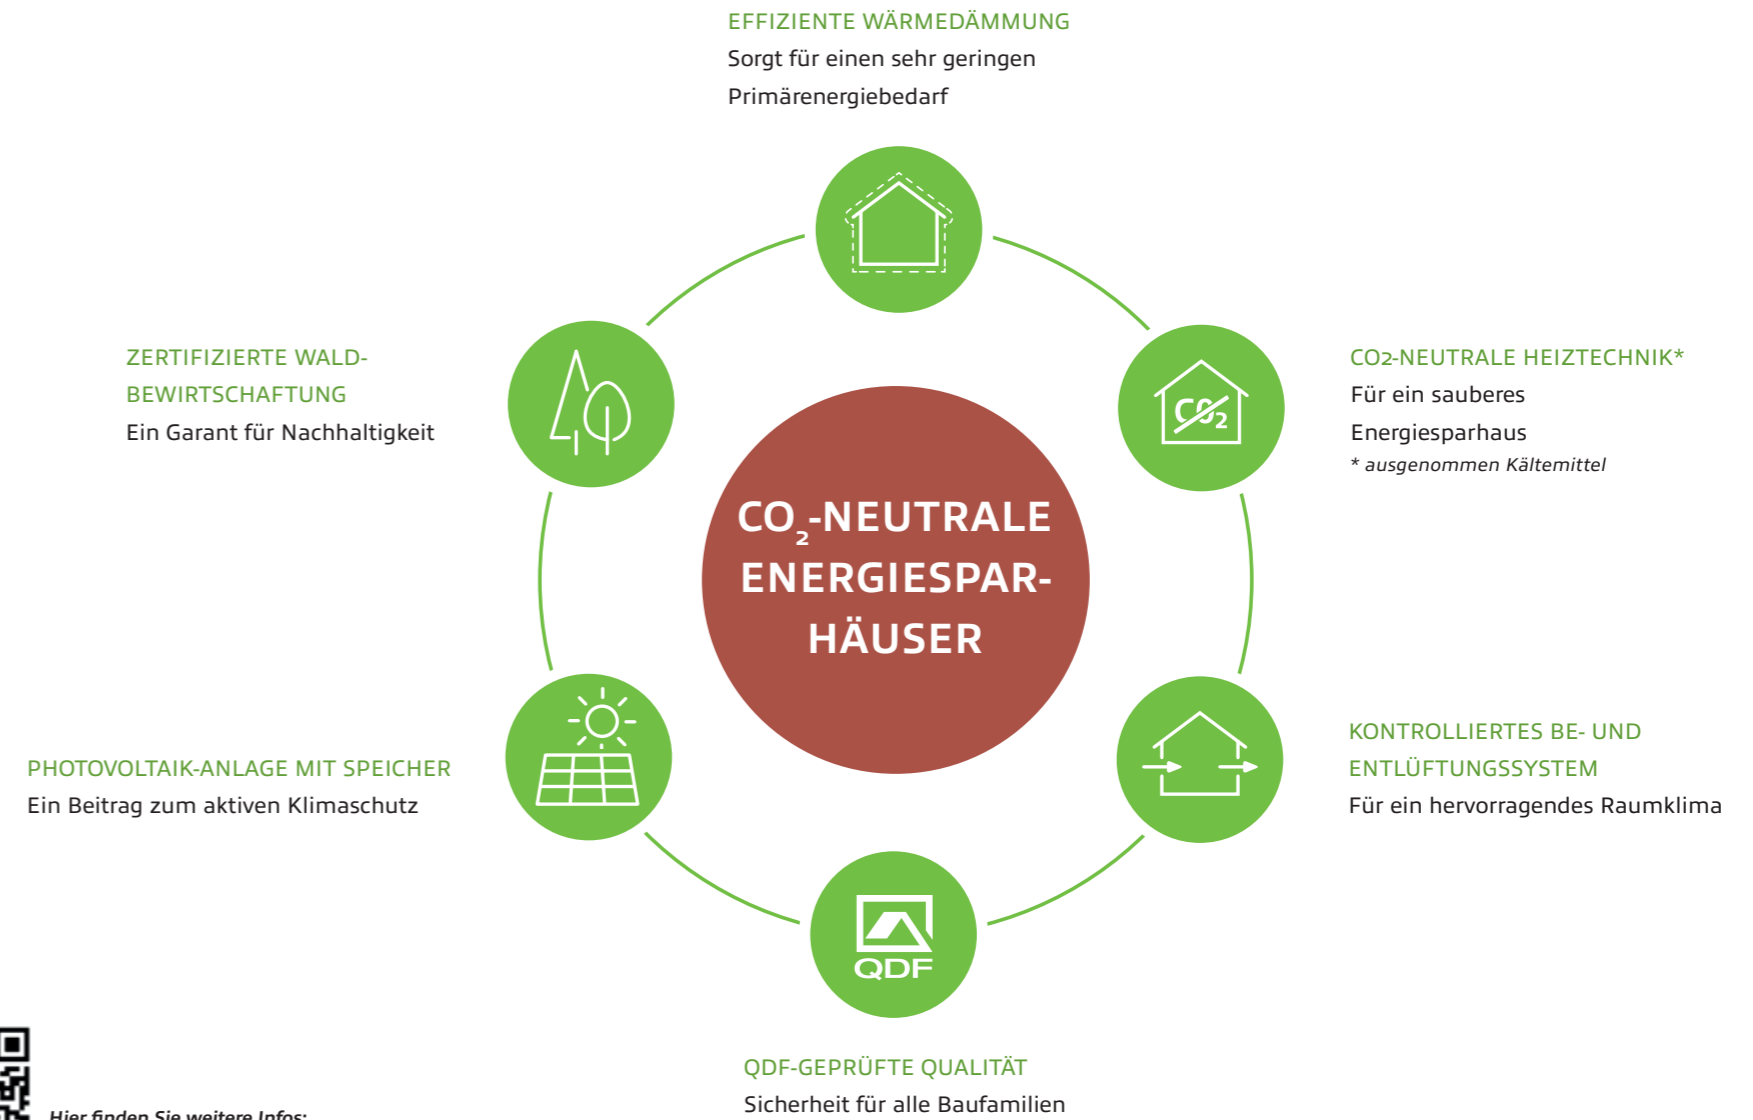 EFFIZIENTE WÄRMEDÄMMUNG
Sorgt für einen sehr geringen
Primärenergiebedarf
ZERTIFIZIERTE WALD-
BEWIRTSCHAFTUNG
Ein Garant für Nachhaltigkeit
CO2-NEUTRALE HEIZTECHNIK*
Für ein sauberes
Energiesparhaus
* ausgenommen Kältemittel
CO₂
CO₂-NEUTRALE
ENERGIESPAR-
HÄUSER
PHOTOVOLTAIK-ANLAGE MIT SPEICHER
Ein Beitrag zum aktiven Klimaschutz
KONTROLLIERTES BE- UND
ENTLÜFTUNGSSYSTEM
Für ein hervorragendes Raumklima
QDF
QDF-GEPRÜFTE QUALITÄT
Sicherheit für alle Baufamilien
Hier finden Sie weitere Infos: